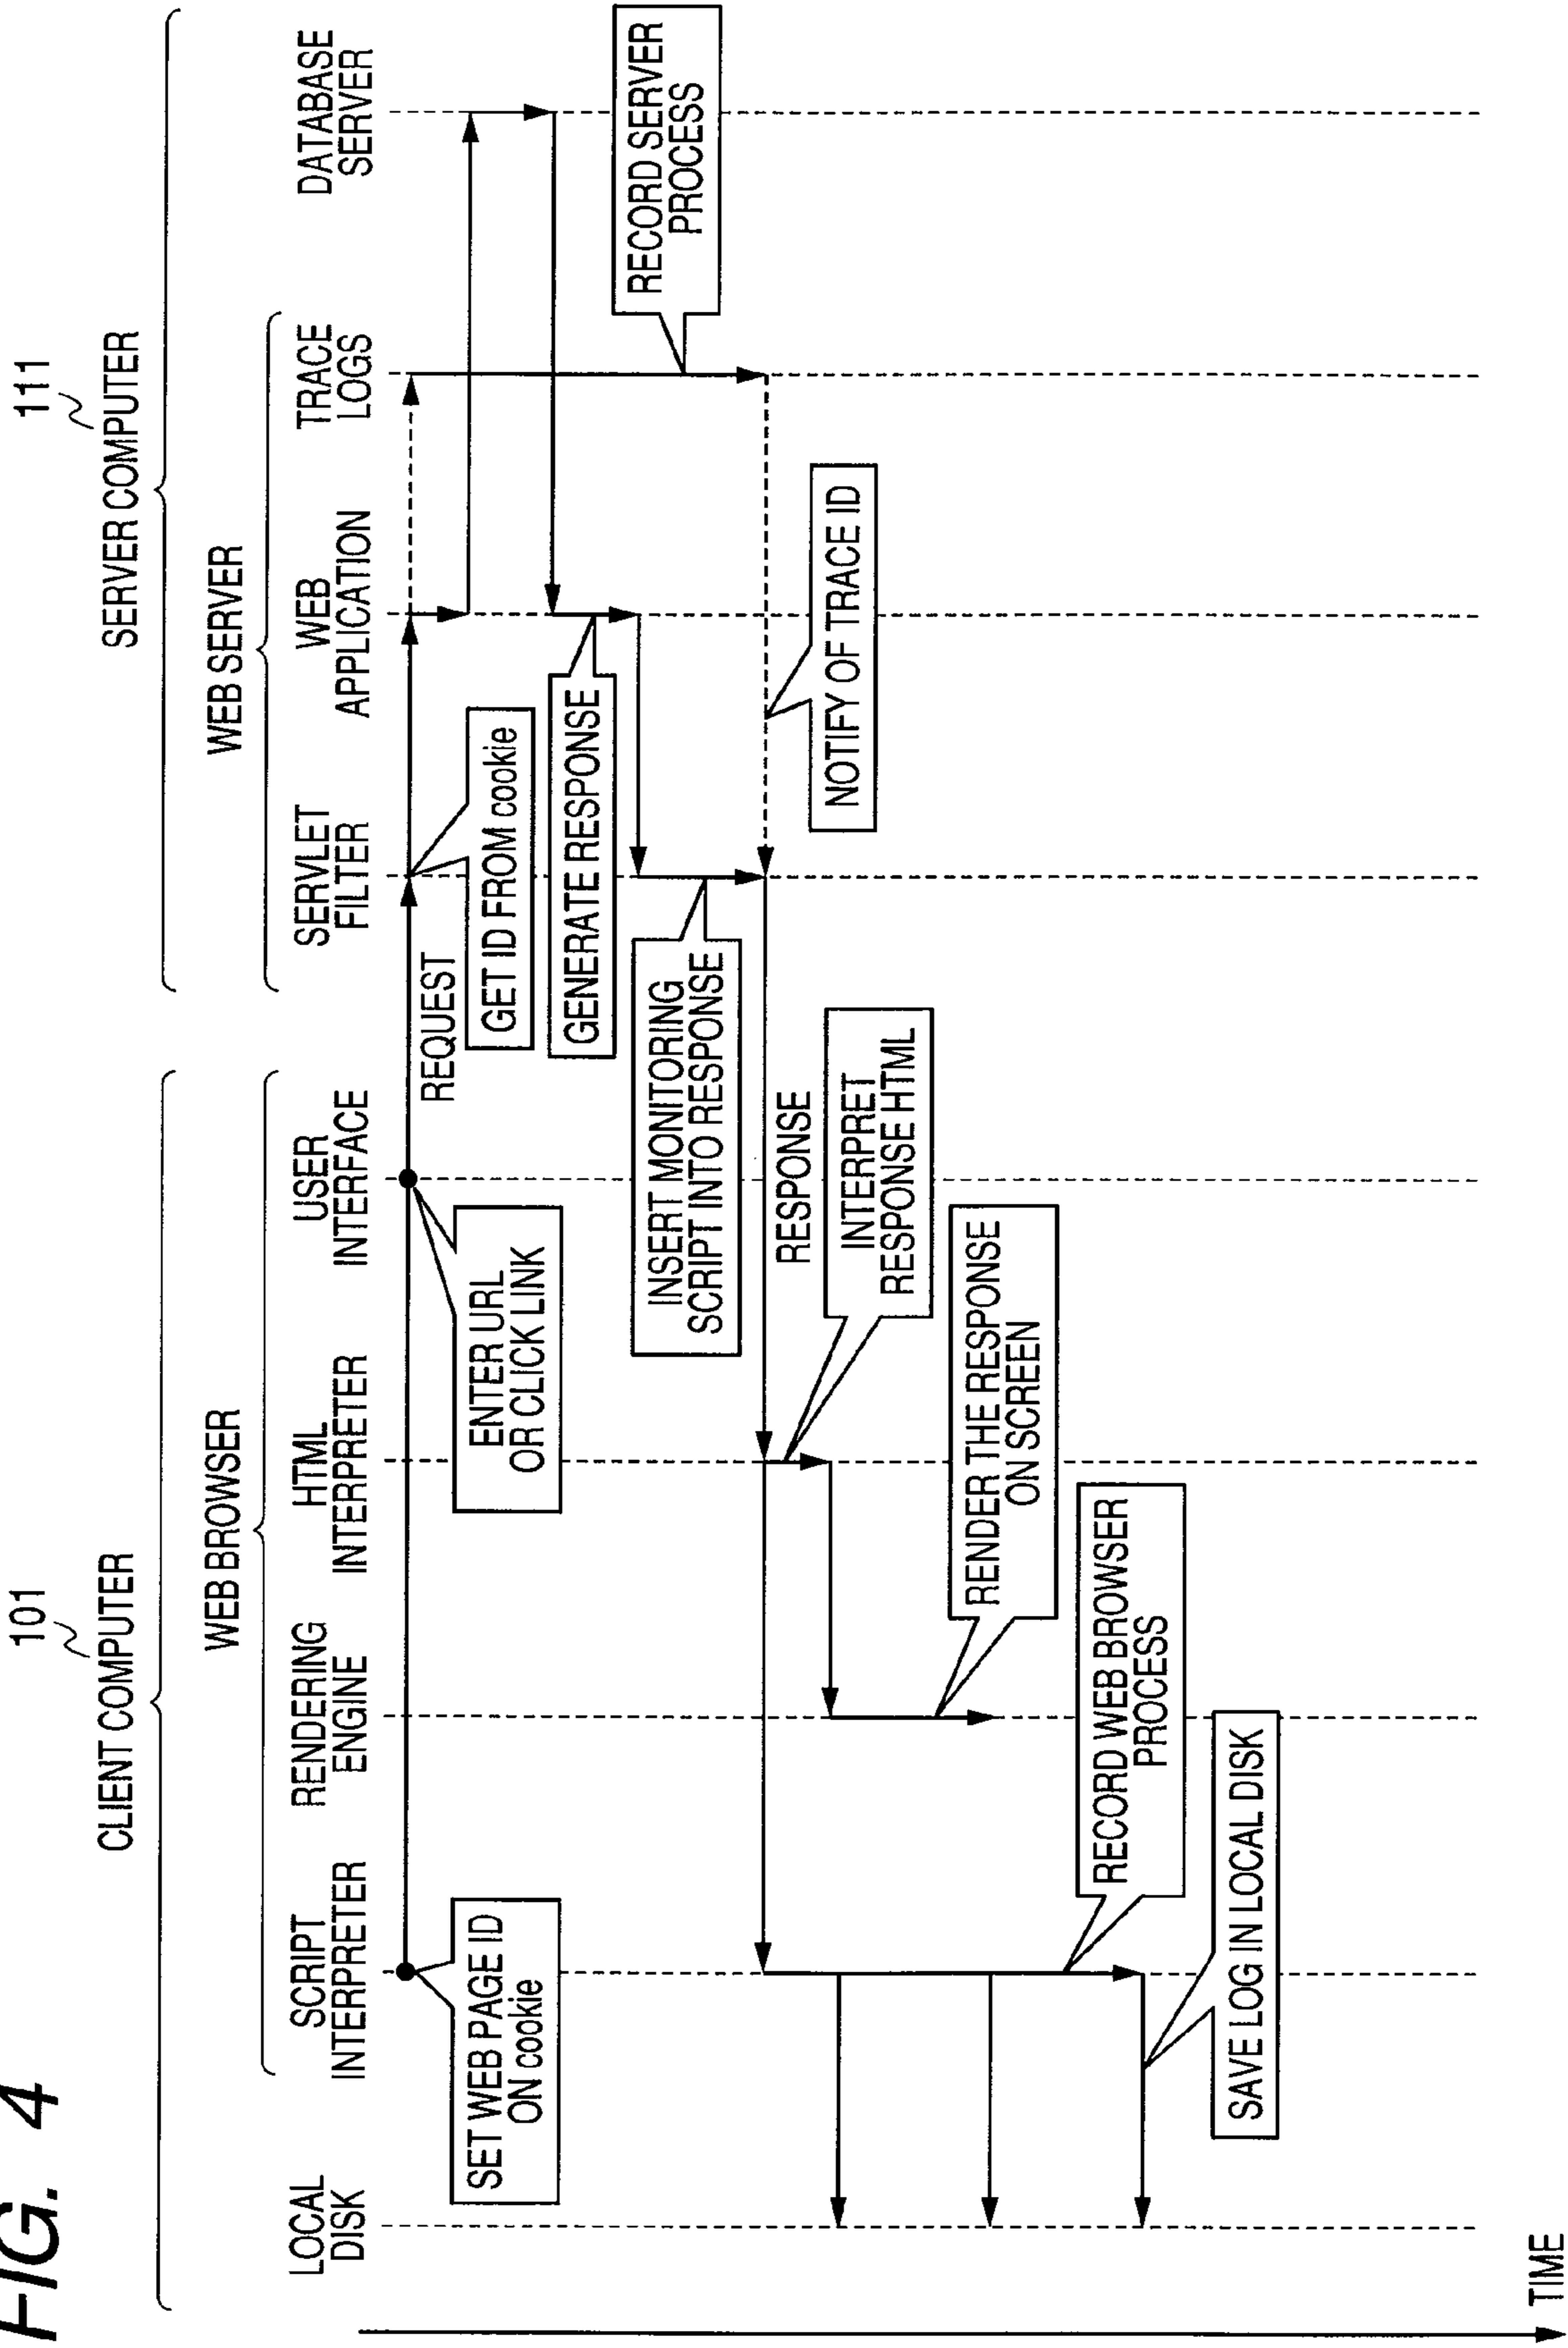 FIG. 4
101
CLIENT COMPUTER
111
SERVER COMPUTER
WEB BROWSER
WEB SERVER
LOCAL
DISK
SCRIPT
INTERPRETER
RENDERING
ENGINE
HTML
INTERPRETER
USER
INTERFACE
SERVLET
FILTER
WEB
APPLICATION
TRACE
LOGS
DATABASE
SERVER
SET WEB PAGE ID
ON cookie
ENTER URL
OR CLICK LINK
REQUEST
GET ID FROM cookie
GENERATE RESPONSE
RECORD SERVER
PROCESS
INSERT MONITORING
SCRIPT INTO RESPONSE
RESPONSE
NOTIFY OF TRACE ID
INTERPRET
RESPONSE HTML
RENDER THE RESPONSE
ON SCREEN
RECORD WEB BROWSER
PROCESS
SAVE LOG IN LOCAL DISK
TIME